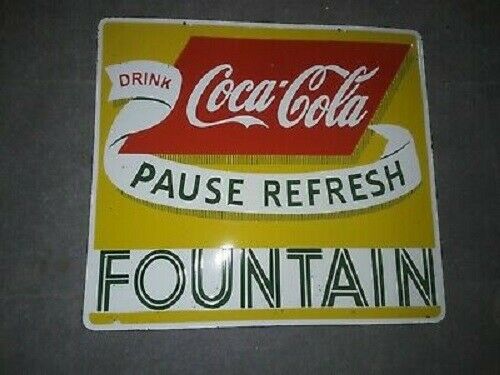 DRINK
Coca-Cola
PAUSE REFRESH
FOUNTAIN